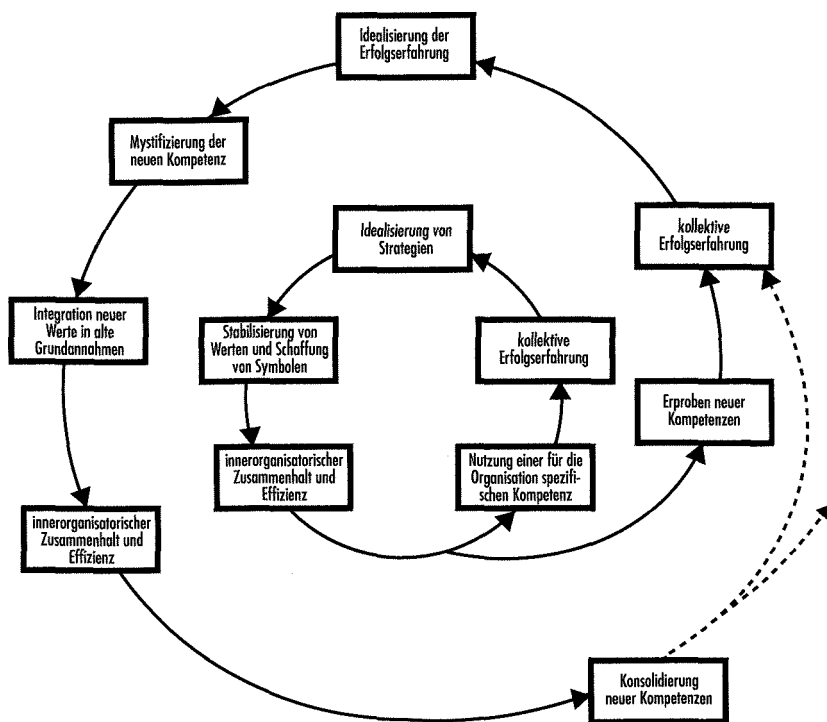 Idealisierung der
Erfolgserfahrung
Mystifizierung der
neuen Kompetenz
kollektive
Erfolgserfahrung
Idealisierung von
Strategien
Integration neuer
Werte in alte
Grundannahmen
Stabilisierung von
Werten und Schaffung
von Symbolen
kollektive
Erfolgserfahrung
Erproben neuer
Kompetenzen
innerorganisatorischer
Zusammenhalt und
Effizienz
Nutzung einer für die
Organisation spezifi-
schen Kompetenz
innerorganisatorischer
Zusammenhalt und
Effizienz
Konsolidierung
neuer Kompetenzen